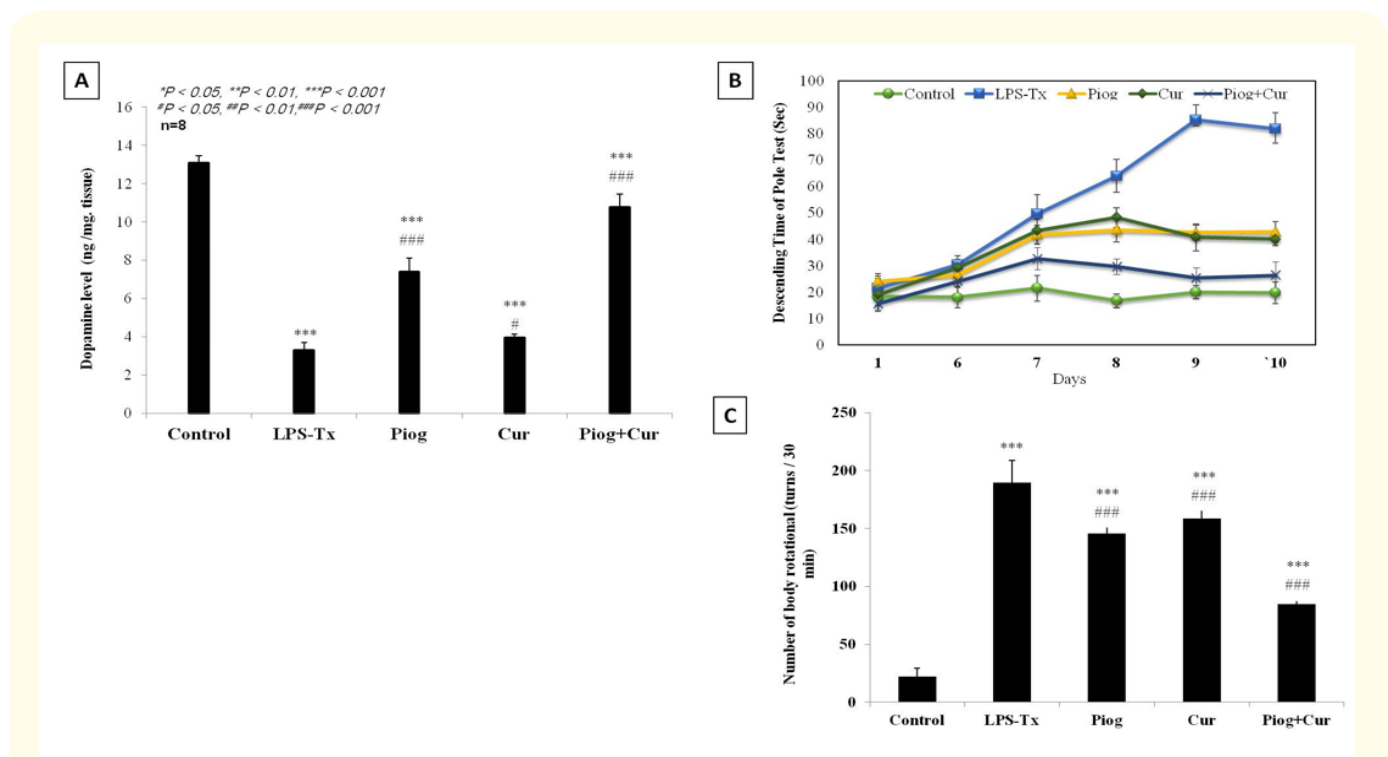 A
*P < 0.05, **P < 0.01, ***P < 0.001
#P < 0.05, ##P < 0.01,###P < 0.001
n=8
Dopamine level (ng /mg. tissue)
16
14
12
10
8
6
4
2
0
***
***
###
***
#
***
###
Control LPS-Tx Piog Cur Piog+Cur
B
Descending Time of Pole Test (Sec)
100
90
80
70
60
50
40
30
20
10
0
Control LPS-Tx Piog Cur Piog+Cur
1 6 7 8 9 `10
Days
C
Number of body rotational (turns / 30
min)
250
200
150
100
50
0
***
***
###
***
###
***
###
Control LPS-Tx Piog Cur Piog+Cur